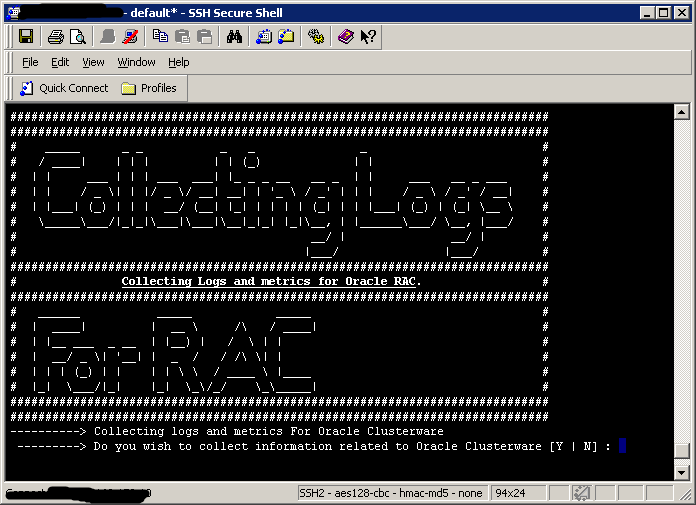 - default* - SSH Secure Shell
File Edit View Window Help
Quick Connect Profiles
################################################################################
################################################################################
Collecting Logs
################################################################################
# Collecting Logs and metrics for Oracle RAC. #
################################################################################
For RAC
################################################################################
################################################################################
----------> Collecting logs and metrics For Oracle Clusterware
----------> Do you wish to collect information related to Oracle Clusterware [Y | N] :
SSH2 - aes128-cbc - hmac-md5 - none 94x24